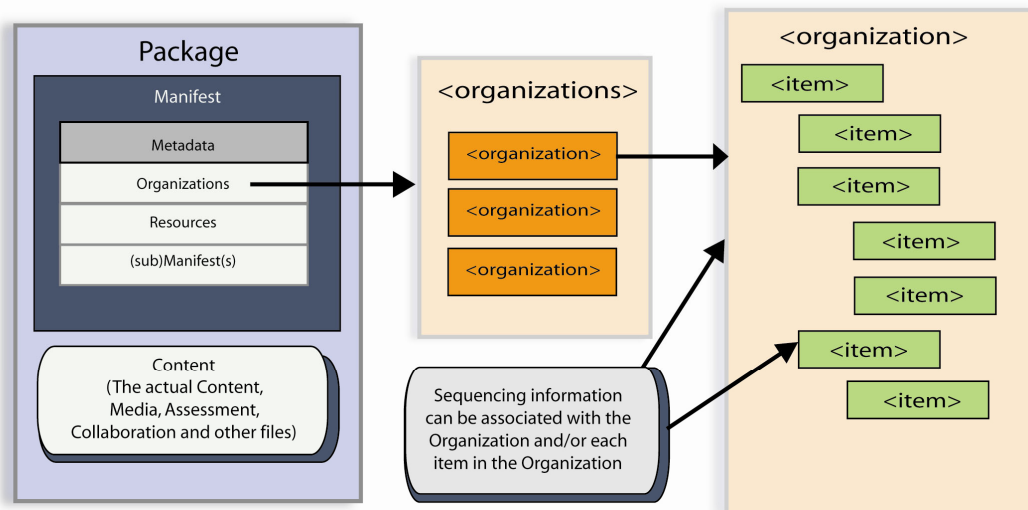 Package
Manifest
Metadata
Organizations
Resources
(sub)Manifest(s)
Content
(The actual Content,
Media, Assessment,
Collaboration and other files)
<organizations>
<organization>
<organization>
<organization>
Sequencing information
can be associated with the
Organization and/or each
item in the Organization
<organization>
<item>
<item>
<item>
<item>
<item>
<item>
<item>